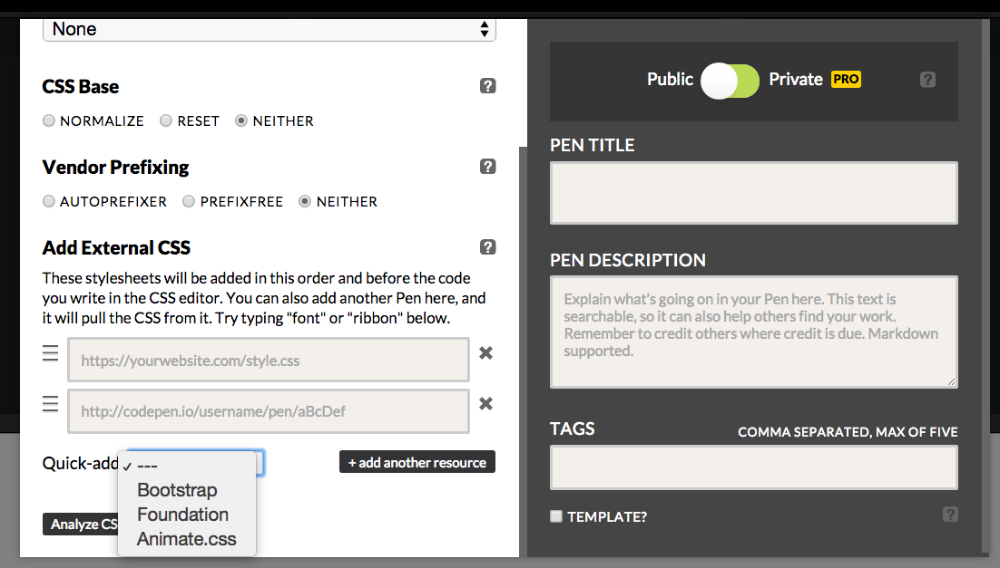 None
CSS Base
?
NORMALIZE RESET NEITHER
Vendor Prefixing
?
AUTOPREFIXER PREFIXFREE NEITHER
Add External CSS
?
These stylesheets will be added in this order and before the code
you write in the CSS editor. You can also add another Pen here, and
it will pull the CSS from it. Try typing "font" or "ribbon" below.
https://yourwebsite.com/style.css
http://codepen.io/username/pen/aBcDef
Quick-add
✓ ---
Bootstrap
Foundation
Animate.css
+ add another resource
Analyze CS
Public Private PRO
?
PEN TITLE
PEN DESCRIPTION
Explain what's going on in your Pen here. This text is
searchable, so it can also help others find your work.
Remember to credit others where credit is due. Markdown
supported.
TAGS
COMMA SEPARATED, MAX OF FIVE
TEMPLATE?
?